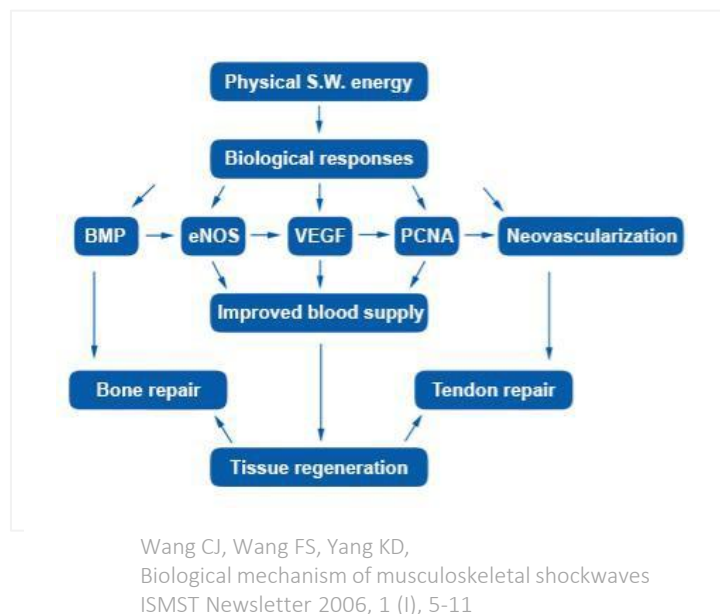 Physical S.W. energy
Biological responses
BMP eNOS VEGF PCNA Neovascularization
Improved blood supply
Bone repair Tendon repair
Tissue regeneration
Wang CJ, Wang FS, Yang KD,
Biological mechanism of musculoskeletal shockwaves
ISMST Newsletter 2006, 1 (I), 5-11